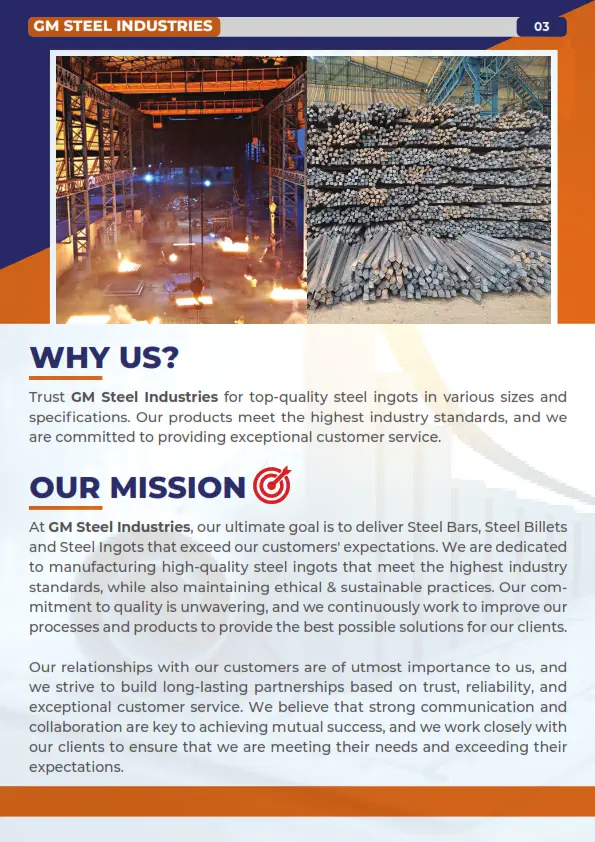 GM STEEL INDUSTRIES
03
WHY US?
Trust GM Steel Industries for top-quality steel ingots in various sizes and
specifications. Our products meet the highest industry standards, and we
are committed to providing exceptional customer service.
OUR MISSION
At GM Steel Industries, our ultimate goal is to deliver Steel Bars, Steel Billets
and Steel Ingots that exceed our customers' expectations. We are dedicated
to manufacturing high-quality steel ingots that meet the highest industry
standards, while also maintaining ethical & sustainable practices. Our com-
mitment to quality is unwavering, and we continuously work to improve our
processes and products to provide the best possible solutions for our clients.
Our relationships with our customers are of utmost importance to us, and
we strive to build long-lasting partnerships based on trust, reliability, and
exceptional customer service. We believe that strong communication and
collaboration are key to achieving mutual success, and we work closely with
our clients to ensure that we are meeting their needs and exceeding their
expectations.